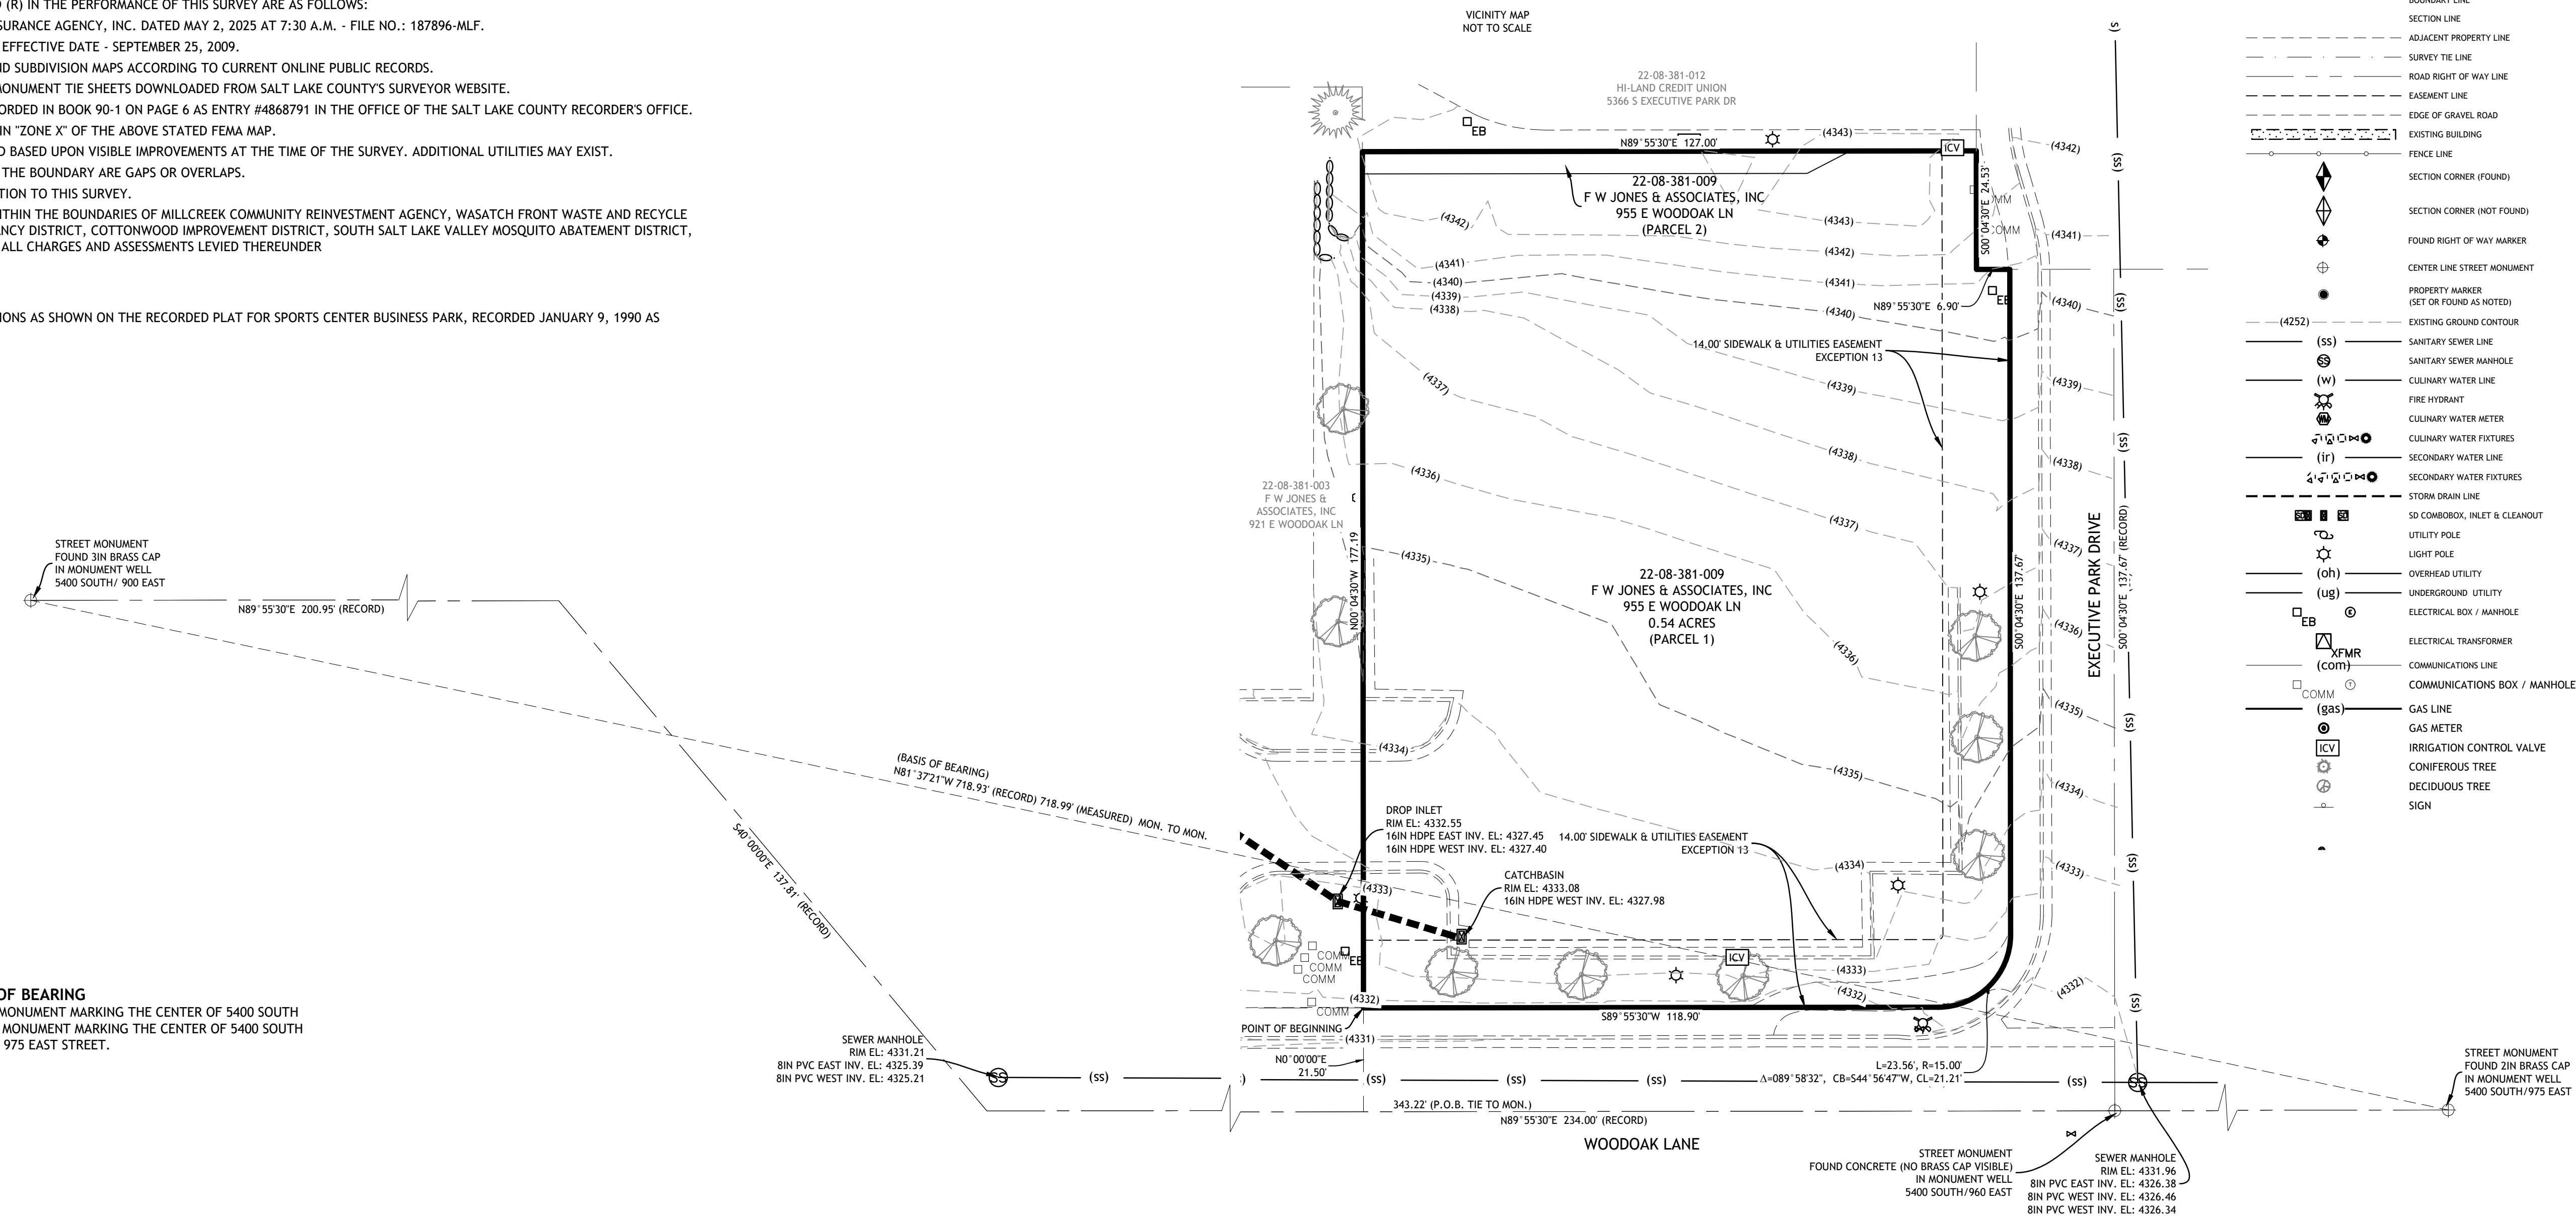 (R) IN THE PERFORMANCE OF THIS SURVEY ARE AS FOLLOWS:
SURANCE AGENCY, INC. DATED MAY 2, 2025 AT 7:30 A.M. - FILE NO.: 187896-MLF.
EFFECTIVE DATE - SEPTEMBER 25, 2009.
ND SUBDIVISION MAPS ACCORDING TO CURRENT ONLINE PUBLIC RECORDS.
MONUMENT TIE SHEETS DOWNLOADED FROM SALT LAKE COUNTY'S SURVEYOR WEBSITE.
ORDED IN BOOK 90-1 ON PAGE 6 AS ENTRY #4868791 IN THE OFFICE OF THE SALT LAKE COUNTY RECORDER'S OFFICE.
IN "ZONE X" OF THE ABOVE STATED FEMA MAP.
D BASED UPON VISIBLE IMPROVEMENTS AT THE TIME OF THE SURVEY. ADDITIONAL UTILITIES MAY EXIST.
THE BOUNDARY ARE GAPS OR OVERLAPS.
TION TO THIS SURVEY.
ITHIN THE BOUNDARIES OF MILLCREEK COMMUNITY REINVESTMENT AGENCY, WASATCH FRONT WASTE AND RECYCLE
NCY DISTRICT, COTTONWOOD IMPROVEMENT DISTRICT, SOUTH SALT LAKE VALLEY MOSQUITO ABATEMENT DISTRICT,
ALL CHARGES AND ASSESSMENTS LEVIED THEREUNDER
IONS AS SHOWN ON THE RECORDED PLAT FOR SPORTS CENTER BUSINESS PARK, RECORDED JANUARY 9, 1990 AS
STREET MONUMENT
FOUND 3IN BRASS CAP
IN MONUMENT WELL
5400 SOUTH/ 900 EAST
N89°55'30"E 200.95' (RECORD)
S40°00'00"E 137.81' (RECORD)
(BASIS OF BEARING)
N81°37'21"W 718.93' (RECORD) 718.99' (MEASURED) MON. TO MON.
OF BEARING
MONUMENT MARKING THE CENTER OF 5400 SOUTH
MONUMENT MARKING THE CENTER OF 5400 SOUTH
975 EAST STREET.
SEWER MANHOLE
RIM EL: 4331.21
8IN PVC EAST INV. EL: 4325.39
8IN PVC WEST INV. EL: 4325.21
VICINITY MAP
NOT TO SCALE
22-08-381-012
HI-LAND CREDIT UNION
5366 S EXECUTIVE PARK DR
EB
N89°55'30"E 127.00'
(4343)
ICV
(4342)
22-08-381-009
F W JONES & ASSOCIATES, INC
955 E WOODOAK LN
(PARCEL 2)
S00°04'30"E 24.53'
COMM
(4342)
(4343)
(4342)
(4341)
(4341)
(4341)
(4340)
(4339)
(4338)
N89°55'30"E 6.90'
EB
(4340)
(4340)
14.00' SIDEWALK & UTILITIES EASEMENT
EXCEPTION 13
(4337)
(4339)
(4339)
(4338)
(4338)
(4336)
22-08-381-003
F W JONES &
ASSOCIATES, INC
921 E WOODOAK LN
N00°04'30"W 177.19
(4337)
(4337)
(4335)
22-08-381-009
F W JONES & ASSOCIATES, INC
955 E WOODOAK LN
0.54 ACRES
(PARCEL 1)
S00°04'30"E 137.67'
EXECUTIVE PARK DRIVE
S00°04'30"E 137.67' (RECORD)
(4336)
(4336)
(4335)
(4334)
(4335)
(4334)
DROP INLET
RIM EL: 4332.55
16IN HDPE EAST INV. EL: 4327.45
16IN HDPE WEST INV. EL: 4327.40
14.00' SIDEWALK & UTILITIES EASEMENT
EXCEPTION 13
(4334)
(4333)
(4333)
CATCHBASIN
RIM EL: 4333.08
16IN HDPE WEST INV. EL: 4327.98
EB
COMM
COMM
COMM
COMM
ICV
(4333)
(4332)
(4332)
(4332)
POINT OF BEGINNING
S89°55'30"W 118.90'
(4331)
N0°00'00"E
21.50'
L=23.56', R=15.00'
Δ=089°58'32", CB=S44°56'47"W, CL=21.21'
(ss)
(ss)
(ss)
(ss)
(ss)
343.22' (P.O.B. TIE TO MON.)
N89°55'30"E 234.00' (RECORD)
WOODOAK LANE
STREET MONUMENT
FOUND CONCRETE (NO BRASS CAP VISIBLE)
IN MONUMENT WELL
5400 SOUTH/960 EAST
SEWER MANHOLE
RIM EL: 4331.96
8IN PVC EAST INV. EL: 4326.38
8IN PVC WEST INV. EL: 4326.46
8IN PVC WEST INV. EL: 4326.34
STREET MONUMENT
FOUND 2IN BRASS CAP
IN MONUMENT WELL
5400 SOUTH/975 EAST
(ss)
(ss)
(ss)
(ss)
(ss)
(ss)
BOUNDARY LINE
SECTION LINE
ADJACENT PROPERTY LINE
SURVEY TIE LINE
ROAD RIGHT OF WAY LINE
EASEMENT LINE
EDGE OF GRAVEL ROAD
EXISTING BUILDING
FENCE LINE
SECTION CORNER (FOUND)
SECTION CORNER (NOT FOUND)
FOUND RIGHT OF WAY MARKER
CENTER LINE STREET MONUMENT
PROPERTY MARKER
(SET OR FOUND AS NOTED)
(4252) EXISTING GROUND CONTOUR
(ss) SANITARY SEWER LINE
SS SANITARY SEWER MANHOLE
(w) CULINARY WATER LINE
FIRE HYDRANT
CULINARY WATER METER
CULINARY WATER FIXTURES
(ir) SECONDARY WATER LINE
SECONDARY WATER FIXTURES
STORM DRAIN LINE
SD COMBOBOX, INLET & CLEANOUT
UTILITY POLE
LIGHT POLE
(oh) OVERHEAD UTILITY
(ug) UNDERGROUND UTILITY
EB ELECTRICAL BOX / MANHOLE
XFMR ELECTRICAL TRANSFORMER
(com) COMMUNICATIONS LINE
COMM COMMUNICATIONS BOX / MANHOLE
(gas) GAS LINE
GAS METER
ICV IRRIGATION CONTROL VALVE
CONIFEROUS TREE
DECIDUOUS TREE
SIGN